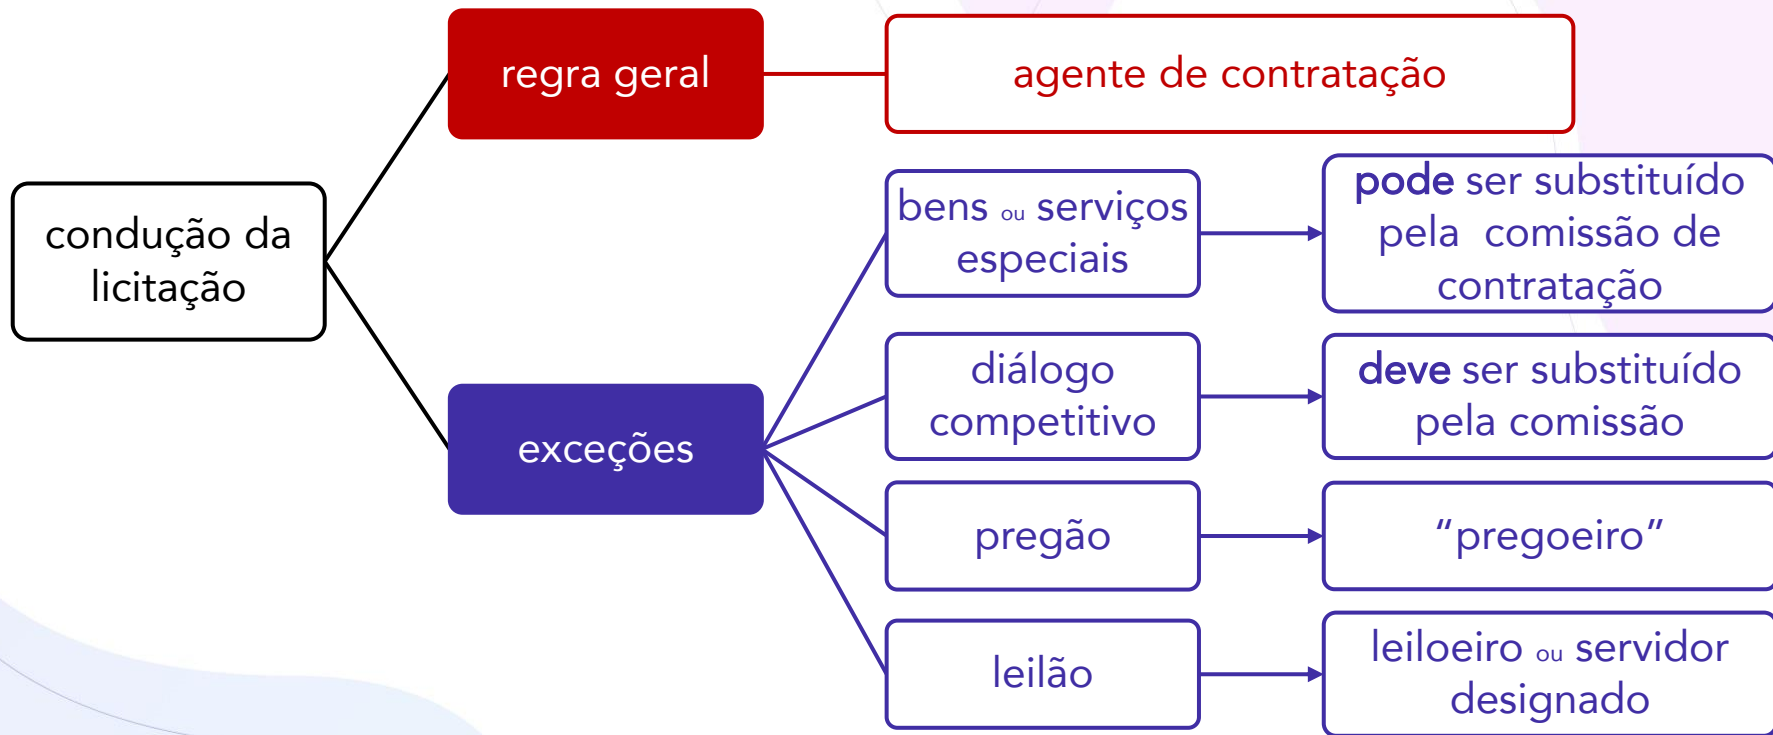 regra geral
agente de contratação
condução da
licitação
exceções
bens ou serviços
especiais
pode ser substituído
pela comissão de
contratação
diálogo
competitivo
deve ser substituído
pela comissão
pregão
“pregoeiro”
leilão
leiloeiro ou servidor
designado